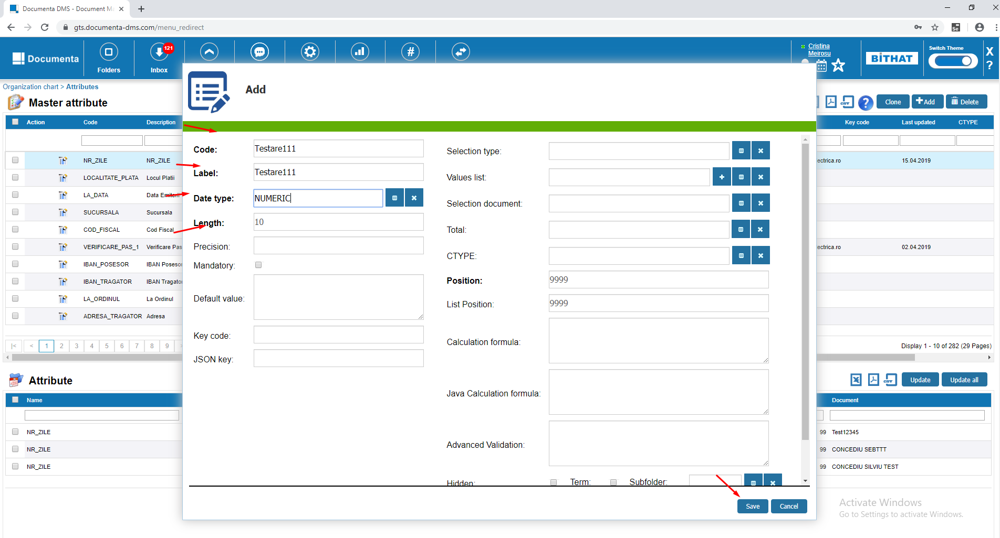 Documenta DMS - Document Ma
gts.documenta-dms.com/menu_redirect
Se
Documenta
Folders
121
Inbox
#
Cristina
Meirosu
BITHAT
Switch Theme
X
?
Organization chart > Attributes
Master attribute
Add
CSV
?
Clone
Add
Delete
Action Code Description
Key code Last updated CTYPE
NR_ZILE NR_ZILE
ectrica.ro 15.04.2019
LOCALITATE_PLATA Locul Platii
LA_DATA Data Emiterii
SUCURSALA Sucursala
COD_FISCAL Cod Fiscal
VERIFICARE_PAS_1 Verificare Pas
ectrica.ro 02.04.2019
IBAN_POSESOR IBAN Posesor
IBAN_TRAGATOR IBAN Tragator
LA_ORDINUL La Ordinul
ADRESA_TRAGATOR Adresa
|< < 1 2 3 4 5 6 7 8 9 >
Display 1 - 10 of 282 (29 Pages)
Code: Testare111
Label: Testare111
Date type: NUMERIC
Length: 10
Precision:
Mandatory:
Default value:
Key code:
JSON key:
Selection type:
Values list:
Selection document:
Total:
CTYPE:
Position: 9999
List Position: 9999
Calculation formula:
Java Calculation formula:
Advanced Validation:
Hidden: Term: Subfolder:
Save Cancel
Attribute
CSV
Update Update all
Name
Document
NR_ZILE
99 Test12345
NR_ZILE
99 CONCEDIU SEBTTT
NR_ZILE
99 CONCEDIU SILVIU TEST
Activate Windows
Go to Settings to activate Windows.